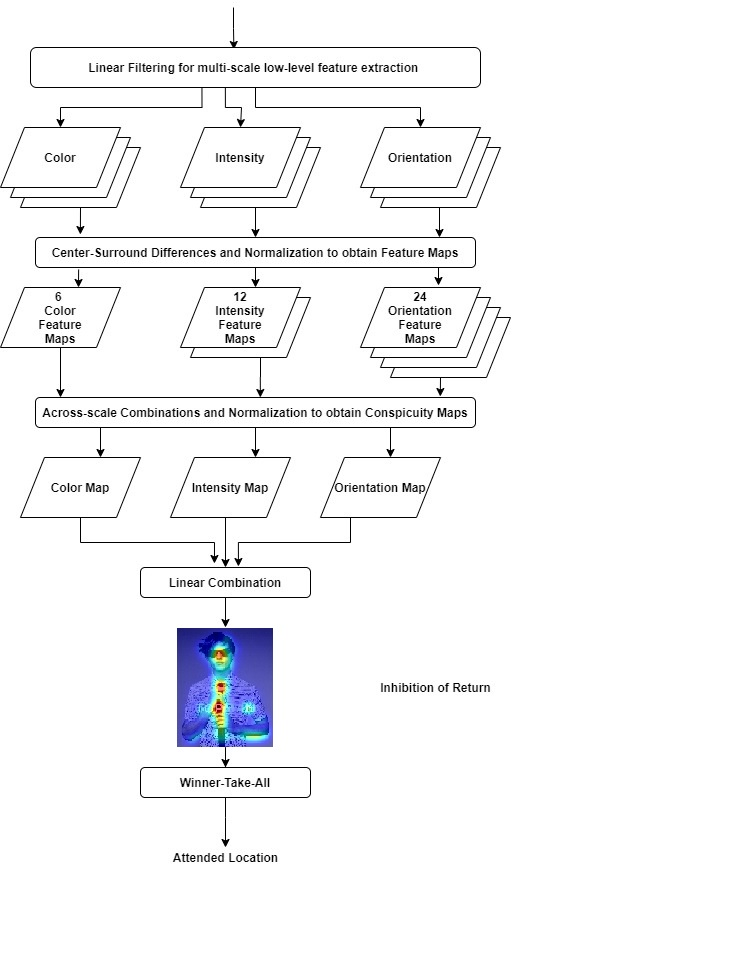 Linear Filtering for multi-scale low-level feature extraction
Color
Intensity
Orientation
Center-Surround Differences and Normalization to obtain Feature Maps
6
Color
Feature
Maps
12
Intensity
Feature
Maps
24
Orientation
Feature
Maps
Across-scale Combinations and Normalization to obtain Conspicuity Maps
Color Map
Intensity Map
Orientation Map
Linear Combination
Inhibition of Return
Winner-Take-All
Attended Location